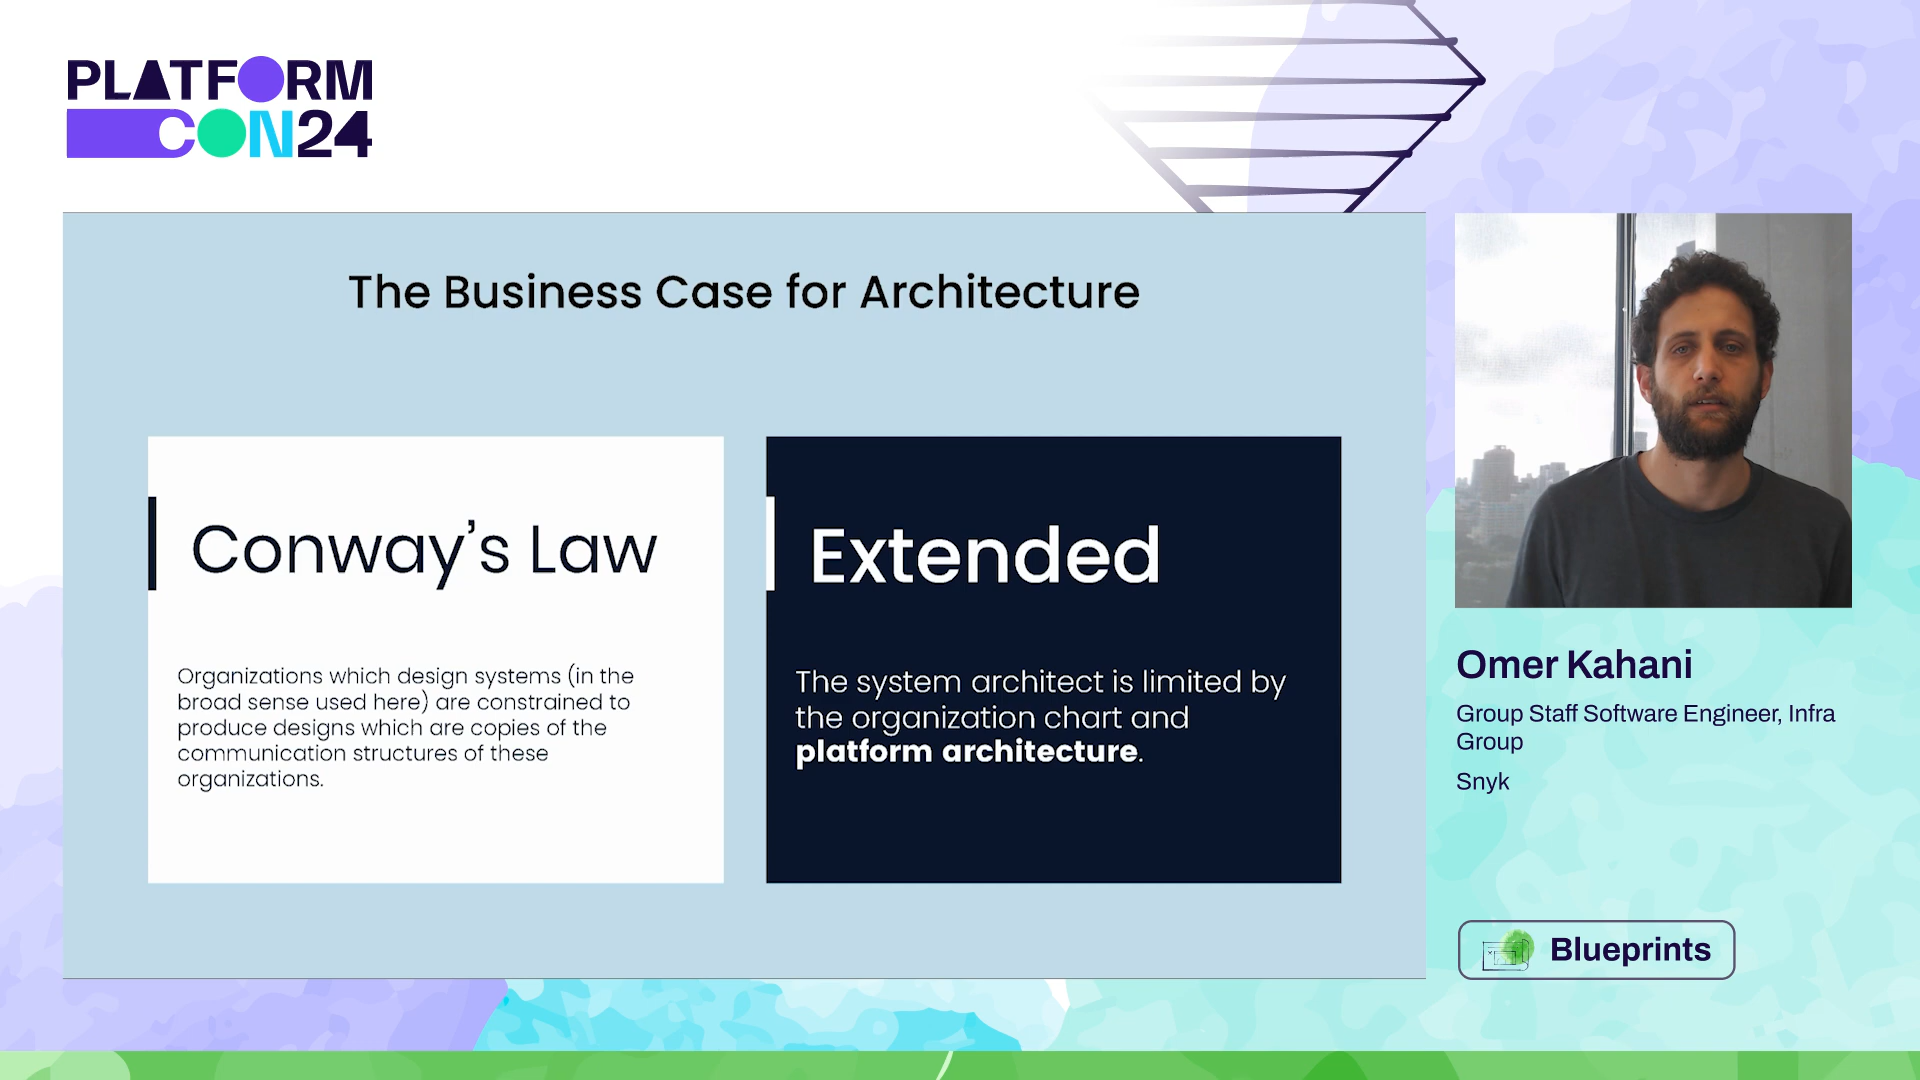 PLATFORM
CON24
The Business Case for Architecture
Conway’s Law
Organizations which design systems (in the
broad sense used here) are constrained to
produce designs which are copies of the
communication structures of these
organizations.
Extended
The system architect is limited by
the organization chart and
platform architecture.
Omer Kahani
Group Staff Software Engineer, Infra
Group
Snyk
Blueprints